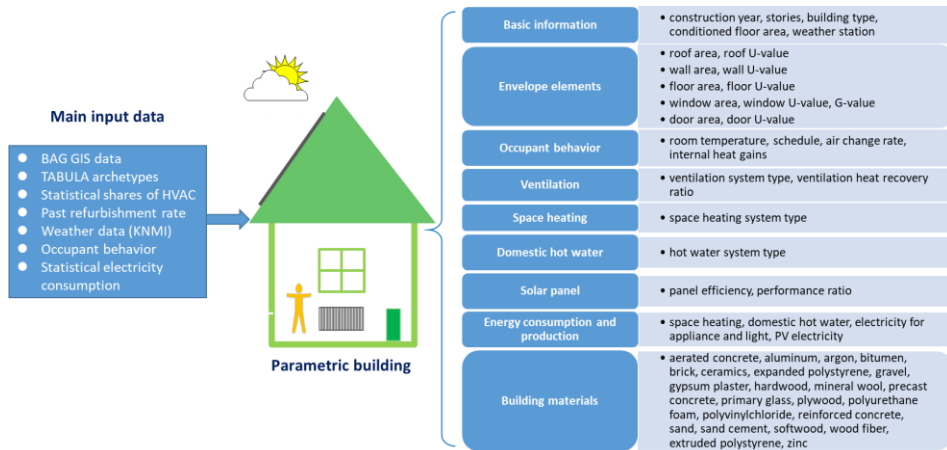 Main input data
BAG GIS data
TABULA archetypes
Statistical shares of HVAC
Past refurbishment rate
Weather data (KNMI)
Occupant behavior
Statistical electricity
consumption
Parametric building
Basic information
• construction year, stories, building type,
conditioned floor area, weather station
Envelope elements
• roof area, roof U-value
• wall area, wall U-value
• floor area, floor U-value
• window area, window U-value, G-value
• door area, door U-value
Occupant behavior
• room temperature, schedule, air change rate,
internal heat gains
Ventilation
• ventilation system type, ventilation heat recovery
ratio
Space heating
• space heating system type
Domestic hot water
• hot water system type
Solar panel
• panel efficiency, performance ratio
Energy consumption and
production
• space heating, domestic hot water, electricity for
appliance and light, PV electricity
Building materials
• aerated concrete, aluminum, argon, bitumen,
brick, ceramics, expanded polystyrene, gravel,
gypsum plaster, hardwood, mineral wool, precast
concrete, primary glass, plywood, polyurethane
foam, polyvinylchloride, reinforced concrete,
sand, sand cement, softwood, wood fiber,
extruded polystyrene, zinc